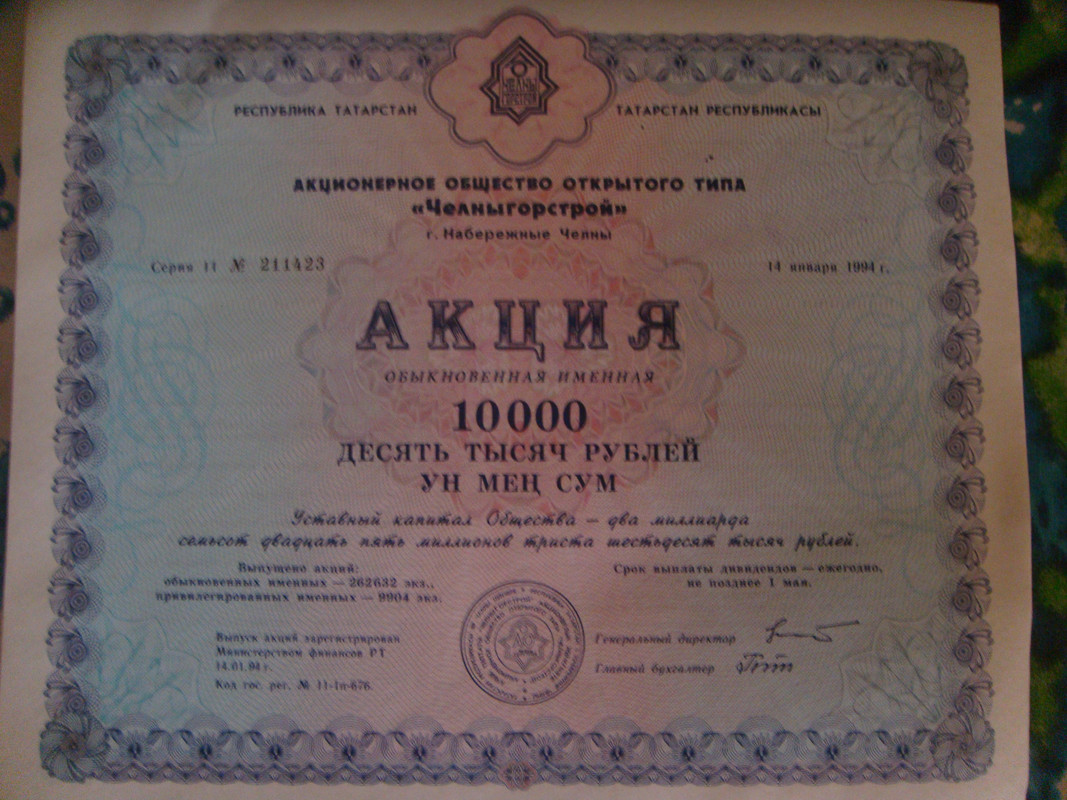 ЧЕЛНЫ
ГОРСТРОЙ
РЕСПУБЛИКА ТАТАРСТАН
ТАТАРСТАН РЕСПУБЛИКАСЫ
АКЦИОНЕРНОЕ ОБЩЕСТВО ОТКРЫТОГО ТИПА
«Челныгорстрой»
г. Набережные Челны
Серия 11 № 211423
14 января 1994 г.
АКЦИЯ
ОБЫКНОВЕННАЯ ИМЕННАЯ
10 000
ДЕСЯТЬ ТЫСЯЧ РУБЛЕЙ
УН МЕҢ СУМ
Уставный капитал Общества — два миллиарда
семьсот двадцать пять миллионов триста шестьдесят тысяч рублей.
Выпущено акций:
обыкновенных именных — 262632 экз.,
привилегированных именных — 9904 экз.
Срок выплаты дивидендов — ежегодно,
не позднее 1 мая.
Выпуск акций зарегистрирован
Министерством финансов РТ
14.01.94 г.
Код гос. рег. № 11-1п-676.
Генеральный директор
Главный бухгалтер